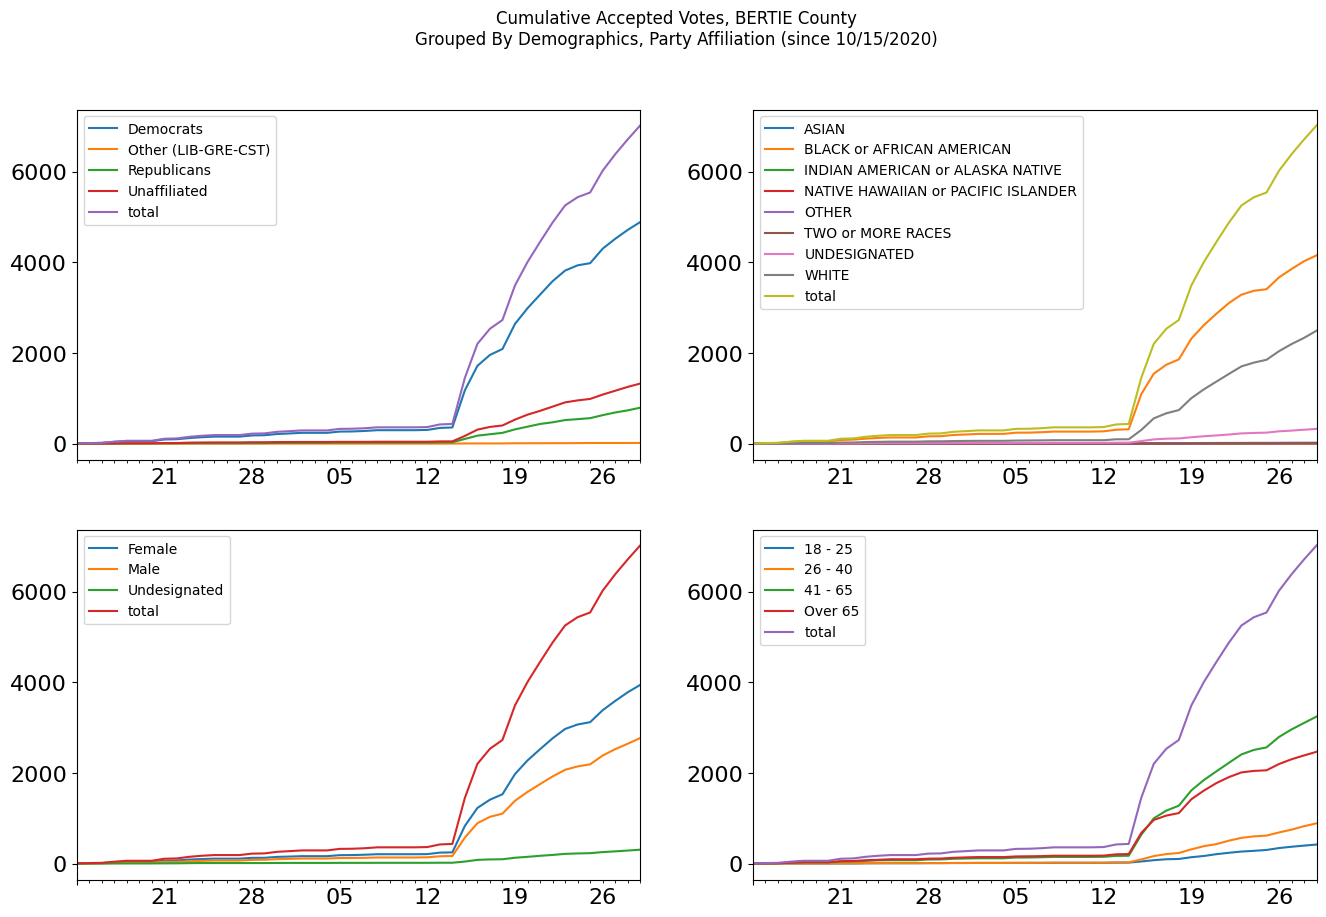 Cumulative Accepted Votes, BERTIE County
Grouped By Demographics, Party Affiliation (since 10/15/2020)
Democrats
Other (LIB-GRE-CST)
Republicans
Unaffiliated
total
6000
4000
2000
0
21 28 05 12 19 26
ASIAN
BLACK or AFRICAN AMERICAN
INDIAN AMERICAN or ALASKA NATIVE
NATIVE HAWAIIAN or PACIFIC ISLANDER
OTHER
TWO or MORE RACES
UNDESIGNATED
WHITE
total
6000
4000
2000
0
21 28 05 12 19 26
Female
Male
Undesignated
total
6000
4000
2000
0
21 28 05 12 19 26
18 - 25
26 - 40
41 - 65
Over 65
total
6000
4000
2000
0
21 28 05 12 19 26